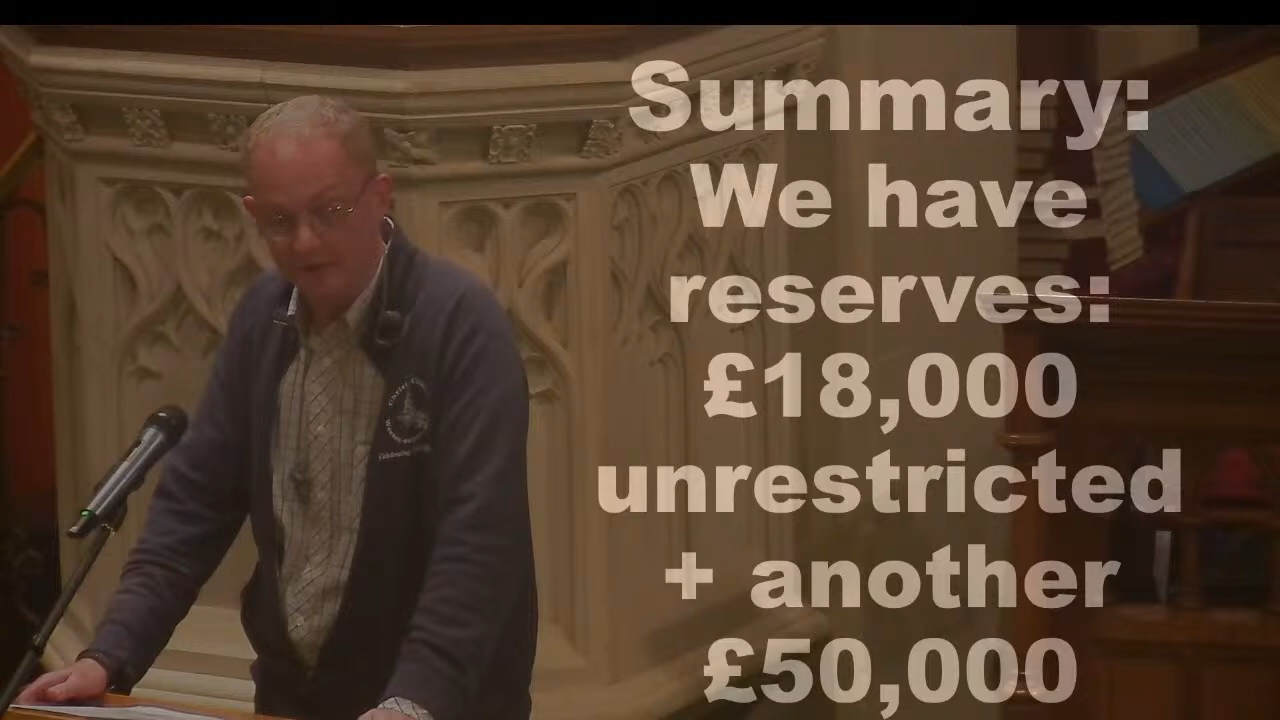 Summary:
We have
reserves:
£18,000
unrestricted
+ another
£50,000